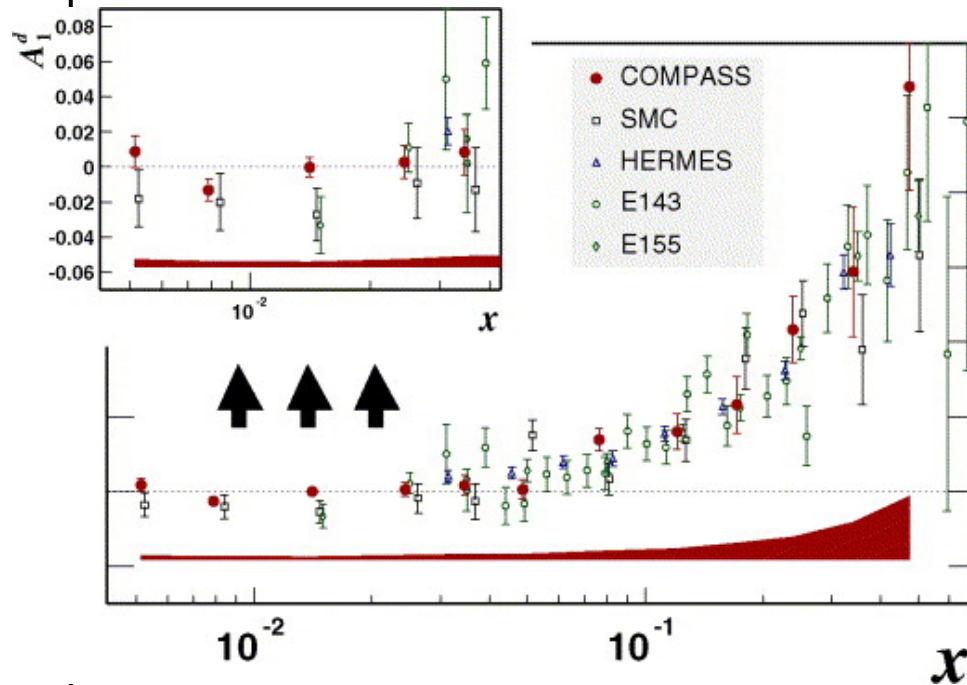 0.08
0.06
0.04
0.02
0
-0.02
-0.04
-0.06
A₁ᵈ
10⁻²
x
COMPASS
SMC
HERMES
E143
E155
10⁻²
10⁻¹
x